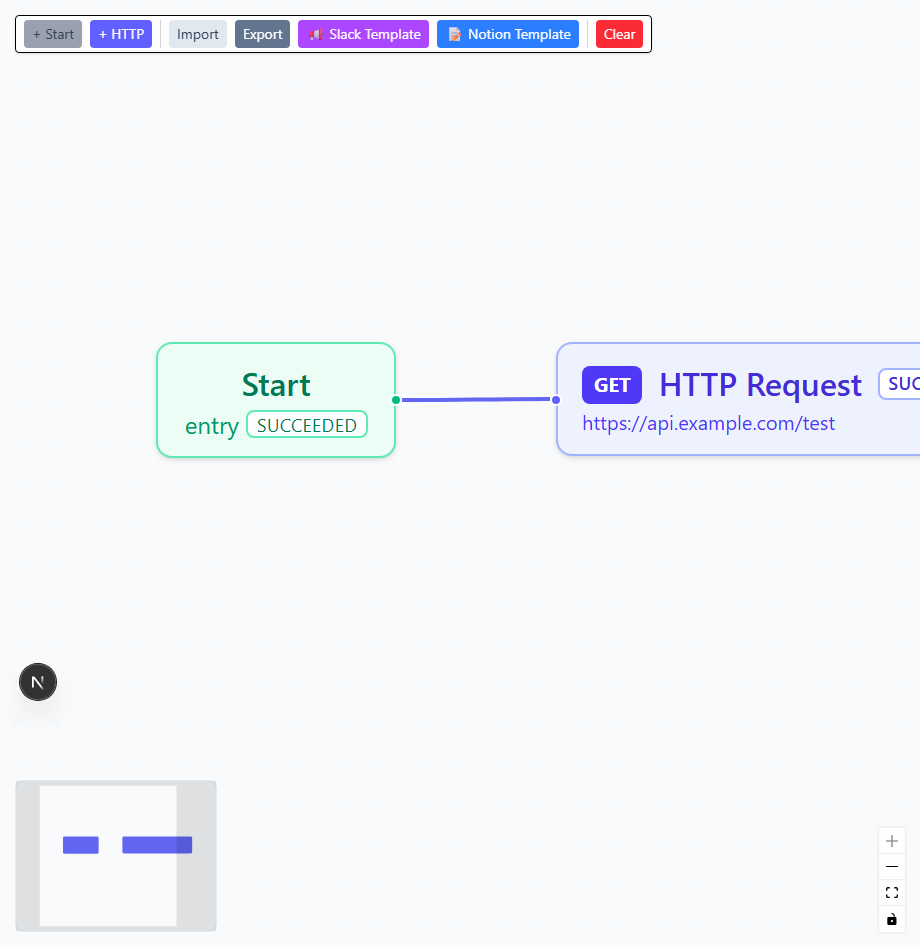 + Start + HTTP Import Export Slack Template Notion Template Clear
Start
entry SUCCEEDED
GET HTTP Request SUC
https://api.example.com/test
N